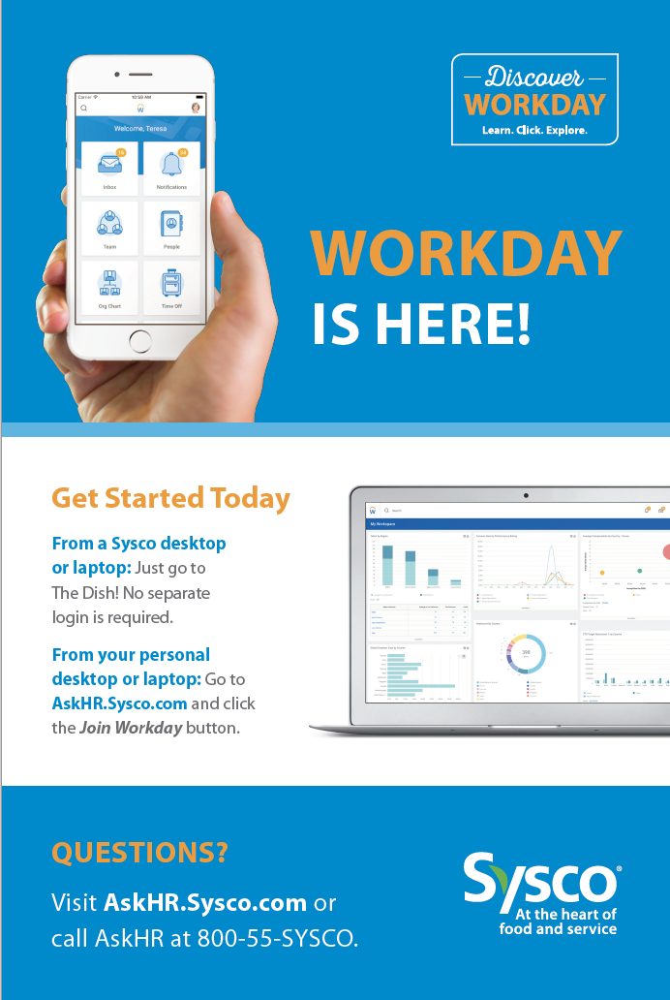 Discover
WORKDAY
Learn. Click. Explore.
Carrier
10:59 AM
Welcome, Teresa
Inbox
Notifications
Team
People
Org Chart
Time Off
WORKDAY
IS HERE!
Get Started Today
From a Sysco desktop
or laptop: Just go to
The Dish! No separate
login is required.
From your personal
desktop or laptop: Go to
AskHR.Sysco.com and click
the Join Workday button.
Search
My Workspace
398
QUESTIONS?
Visit AskHR.Sysco.com or
call AskHR at 800-55-SYSCO.
Sysco®
At the heart of
food and service